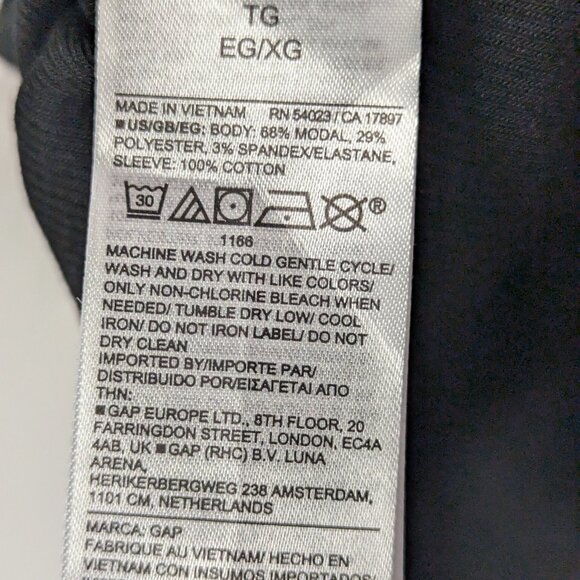 TG
EG/XG
MADE IN VIETNAM RN 54023 / CA 17897
■US/GB/EG: BODY: 68% MODAL, 29%
POLYESTER, 3% SPANDEX/ELASTANE,
SLEEVE: 100% COTTON
30 ®
1166
MACHINE WASH COLD GENTLE CYCLE/
WASH AND DRY WITH LIKE COLORS/
ONLY NON-CHLORINE BLEACH WHEN
NEEDED/ TUMBLE DRY LOW/ COOL
IRON/ DO NOT IRON LABEL/ DO NOT
DRY CLEAN
IMPORTED BY/IMPORTE PAR/
DISTRIBUIDO POR/ΕΙΣΑΓΕΤΑΙ ΑΠΟ
ΤΗΝ:
■GAP EUROPE LTD., 8TH FLOOR, 20
FARRINGDON STREET, LONDON, EC4A
4AB, UK ■GAP (RHC) B.V. LUNA
ARENA,
HERIKERBERGWEG 238 AMSTERDAM,
1101 CM, NETHERLANDS
MARCA: GAP
FABRIQUE AU VIETNAM/ HECHO EN
VIETNAM CON INSUMOS IMPORTADOS